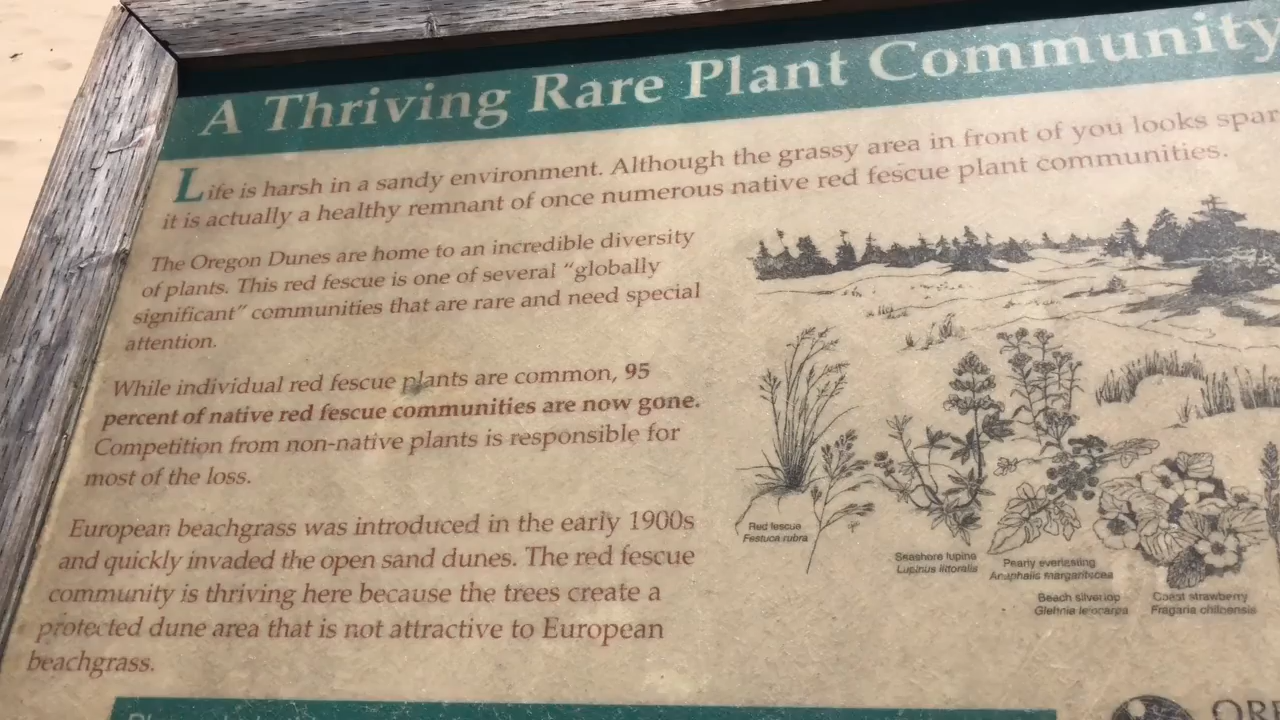 A Thriving Rare Plant Community
Life is harsh in a sandy environment. Although the grassy area in front of you looks
it is actually a healthy remnant of once numerous native red fescue plant communities.
The Oregon Dunes are home to an incredible diversity
of plants. This red fescue is one of several “globally
significant” communities that are rare and need special
attention.
While individual red fescue plants are common, 95
percent of native red fescue communities are now gone.
Competition from non-native plants is responsible for
most of the loss.
European beachgrass was introduced in the early 1900s
and quickly invaded the open sand dunes. The red fescue
community is thriving here because the trees create a
protected dune area that is not attractive to European
beachgrass.
Red fescue
Festuca rubra
Seashore lupine
Lupinus littoralis
Pearly everlasting
Anaphalis margaritacea
Beach silvertop
Glehnia leiocarpa
Coast strawberry
Fragaria chiloensis